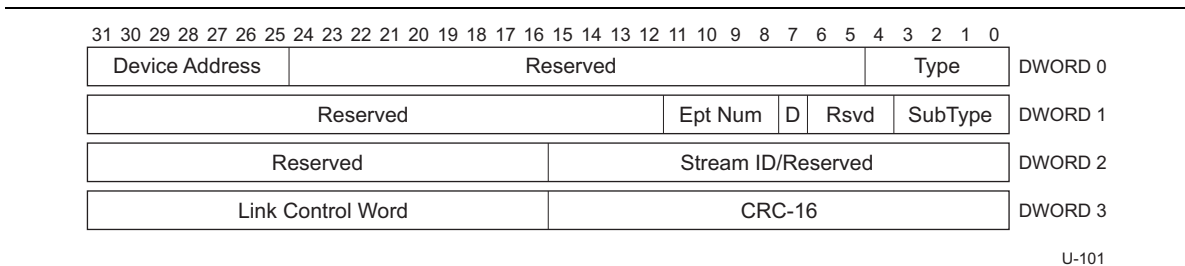 31 30 29 28 27 26 25 24 23 22 21 20 19 18 17 16 15 14 13 12 11 10 9 8 7 6 5 4 3 2 1 0
Device Address Reserved Type DWORD 0
Reserved Ept Num D Rsvd SubType DWORD 1
Reserved Stream ID/Reserved DWORD 2
Link Control Word CRC-16 DWORD 3
U-101